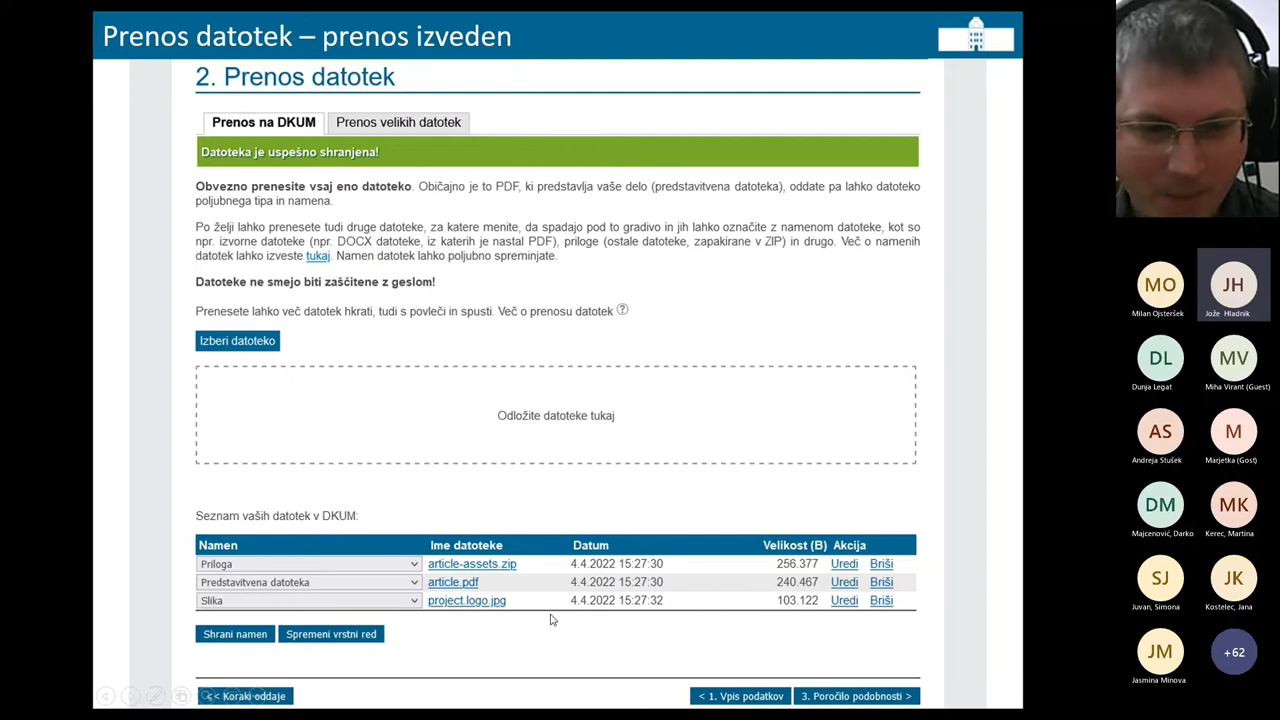 Prenos datotek – prenos izveden
2. Prenos datotek
Prenos na DKUM
Prenos velikih datotek
Datoteka je uspešno shranjena!
Obvezno prenesite vsaj eno datoteko. Običajno je to PDF, ki predstavlja vaše delo (predstavitvena datoteka), oddate pa lahko datoteko
poljubnega tipa in namena.
Po želji lahko prenesete tudi druge datoteke, za katere menite, da spadajo pod to gradivo in jih lahko označite z namenom datoteke, kot so
npr. izvorne datoteke (npr. DOCX datoteke, iz katerih je nastal PDF), priloge (ostale datoteke, zapakirane v ZIP) in drugo. Več o namenih
datotek lahko izveste tukaj. Namen datotek lahko poljubno spreminjate.
Datoteke ne smejo biti zaščitene z geslom!
Prenesete lahko več datotek hkrati, tudi s povleči in spusti. Več o prenosu datotek ?
Izberi datoteko
Odložite datoteke tukaj
Seznam vaših datotek v DKUM:
Namen Ime datoteke Datum Velikost (B) Akcija
Priloga article-assets.zip 4.4.2022 15:27:30 256.377 Uredi Briši
Predstavitvena datoteka article.pdf 4.4.2022 15:27:30 240.467 Uredi Briši
Slika project.logo.jpg 4.4.2022 15:27:32 103.122 Uredi Briši
Shrani namen Spremeni vrstni red
<< Koraki oddaje < 1. Vpis podatkov 3. Poročilo podobnosti >
MO JH
Milan Ojsteršek Jože Hladnik
DL MV
Dunja Legat Miha Virant (Guest)
AS M
Andreja Stušek Marjetka (Gost)
DM MK
Majcenović, Darko Kerec, Martina
SJ JK
Juvan, Simona Kostelec, Jana
JM +62
Jasmina Minova